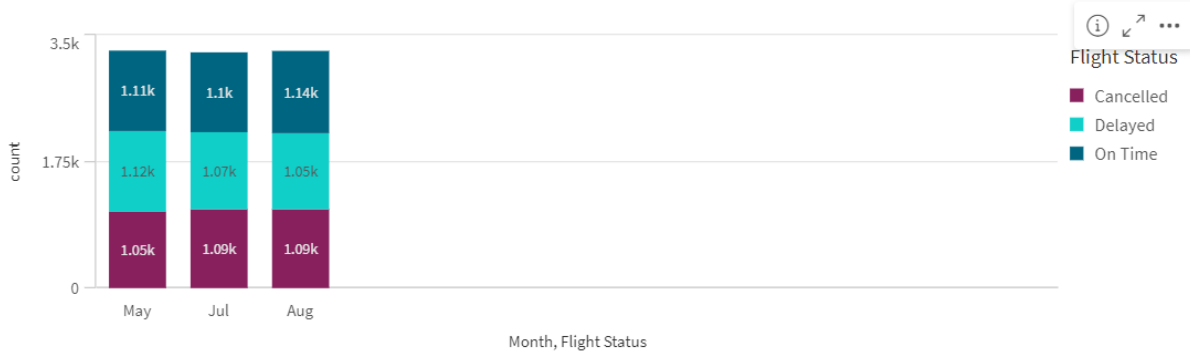 3.5k
1.75k
0
count
1.11k 1.1k 1.14k
1.12k 1.07k 1.05k
1.05k 1.09k 1.09k
May Jul Aug
Month, Flight Status
Flight Status
Cancelled
Delayed
On Time